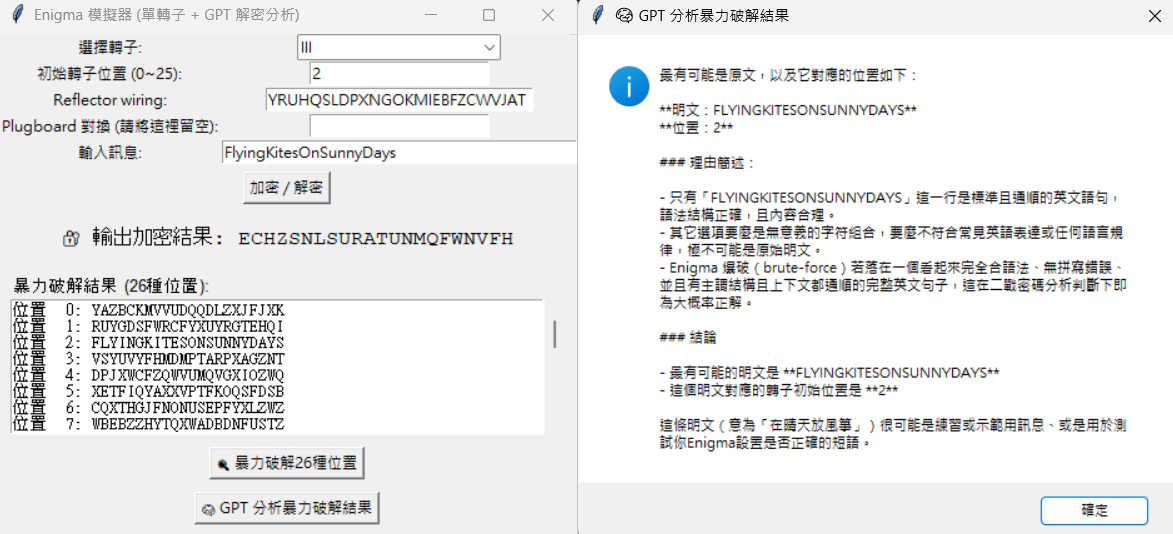 Enigma 模擬器 (單轉子 + GPT 解密分析)
選擇轉子:
III
初始轉子位置 (0~25):
2
Reflector wiring:
YRUHQSLDPXNGOKMIEBFZCWVJAT
Plugboard 對換 (請將這裡留空):
輸入訊息:
FlyingKitesOnSunnyDays
加密 / 解密
輸出加密結果: ECHZSNLSURATUNMQFWNVFH
暴力破解結果 (26種位置):
位置 0: YAZBCKMVVUDQQDLZXJFJXK
位置 1: RUYGDSFWRCFYXUYRGTEHQI
位置 2: FLYINGKITESONSUNNYDAYS
位置 3: VSYUVYFHMDMPTARPXAGZNT
位置 4: DPJXWCFZQWVUMQVGXIOZWQ
位置 5: XETFIQYAXXVPTFKOQSFDSB
位置 6: CQXTHGJFNONUSEPFYXLZWZ
位置 7: WBEBZZHYTQXWADBDNFUSTZ
暴力破解26種位置
GPT 分析暴力破解結果
GPT 分析暴力破解結果
最有可能是原文，以及它對應的位置如下：
**明文：FLYINGKITESONSUNNYDAYS**
**位置：2**
### 理由簡述：
- 只有「FLYINGKITESONSUNNYDAYS」這一行是標準且通順的英文語句，
語法結構正確，且內容合理。
- 其它選項要麼是無意義的字符組合，要麼不符合常見英語表達或任何語言規
律，極不可能是原始明文。
- Enigma 爆破（brute-force）若落在一個看起來完全合語法、無拼寫錯誤、
並且有主謂結構且上下文都通順的完整英文句子，這在二戰密碼分析判斷下即
為大概率正解。
### 結論
- 最有可能的明文是 **FLYINGKITESONSUNNYDAYS**
- 這個明文對應的轉子初始位置是 **2**
這條明文（意為「在晴天放風箏」）很可能是練習或示範用訊息、或是用於測
試你Enigma設置是否正確的短語。
確定